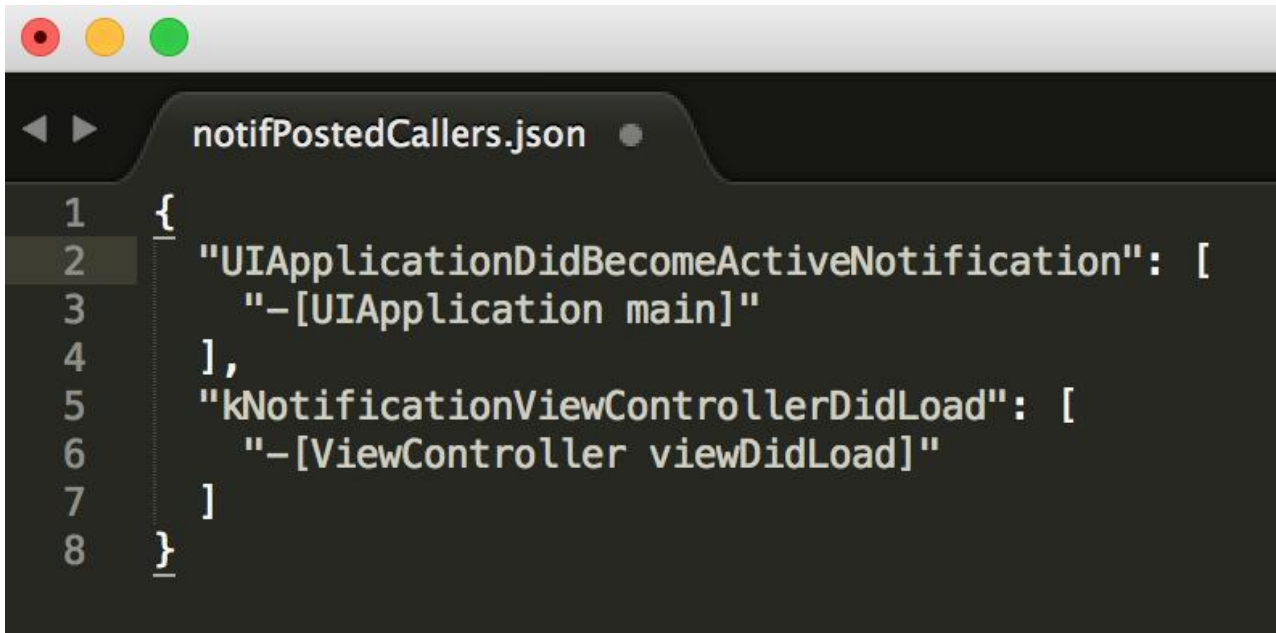 notifPostedCallers.json
1 {
2 "UIApplicationDidBecomeActiveNotification": [
3 "-[UIApplication main]"
4 ],
5 "kNotificationViewControllerDidLoad": [
6 "-[ViewController viewDidLoad]"
7 ]
8 }